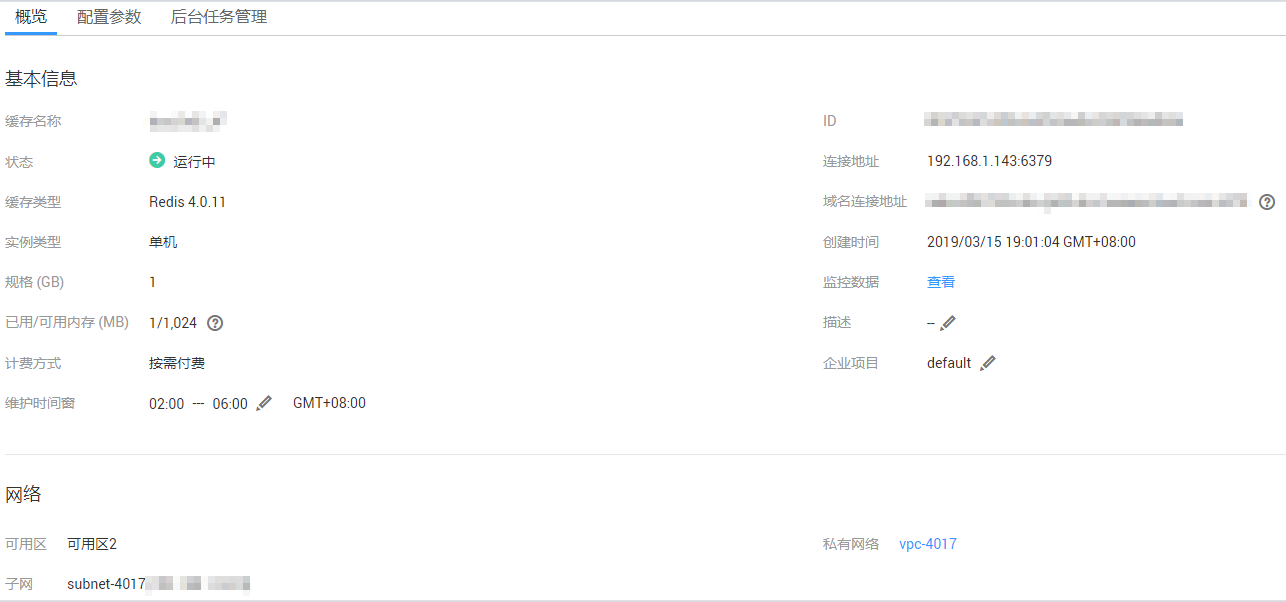 概览 配置参数 后台任务管理
基本信息
缓存名称 ID
状态 运行中 连接地址 192.168.1.143:6379
缓存类型 Redis 4.0.11 域名连接地址
实例类型 单机 创建时间 2019/03/15 19:01:04 GMT+08:00
规格 (GB) 1 监控数据 查看
已用/可用内存 (MB) 1/1,024 描述 --
计费方式 按需付费 企业项目 default
维护时间窗 02:00 --- 06:00 GMT+08:00
网络
可用区 可用区2 私有网络 vpc-4017
子网 subnet-4017